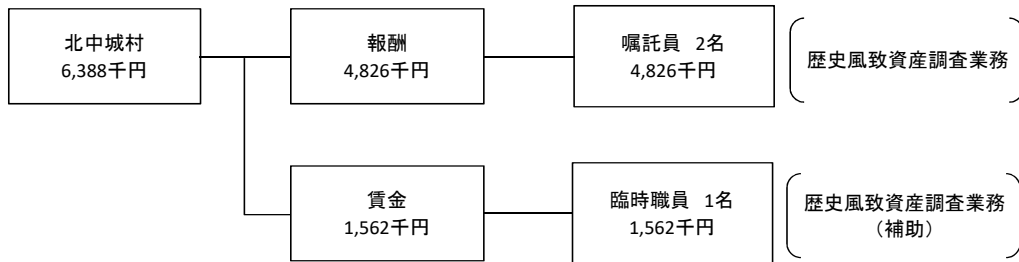 北中城村
6,388千円
報酬
4,826千円
嘱託員 2名
4,826千円
歴史風致資産調査業務
賃金
1,562千円
臨時職員 1名
1,562千円
歴史風致資産調査業務
（補助）